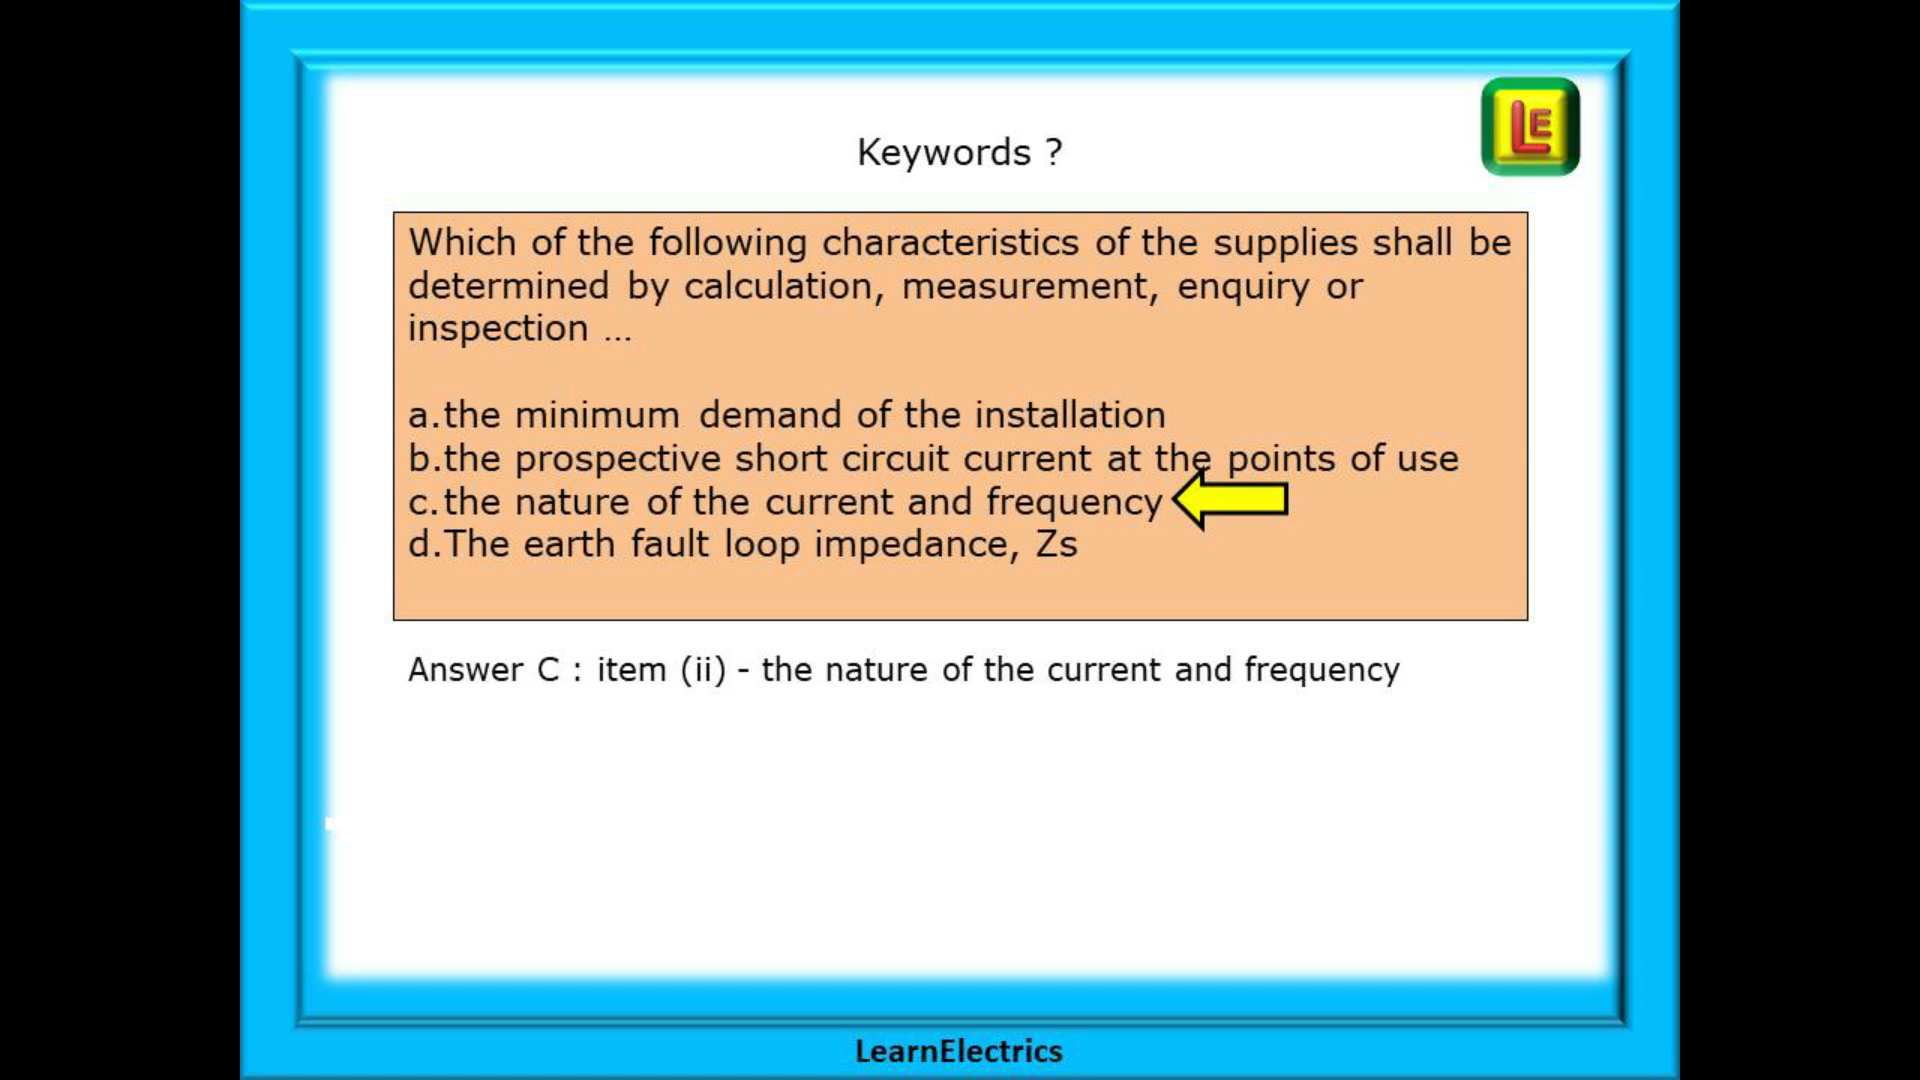 LE
Keywords ?
Which of the following characteristics of the supplies shall be
determined by calculation, measurement, enquiry or
inspection ...
a.the minimum demand of the installation
b.the prospective short circuit current at the points of use
c.the nature of the current and frequency
d.The earth fault loop impedance, Zs
Answer C : item (ii) - the nature of the current and frequency
LearnElectrics